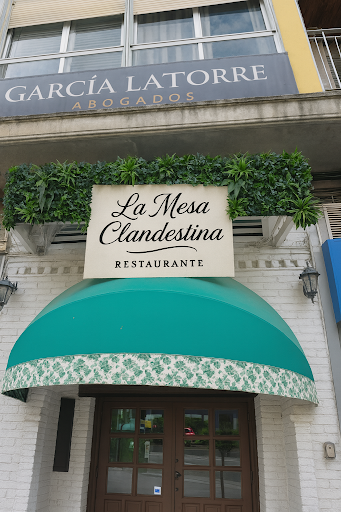 GARCÍA LATORRE
ABOGADOS
La Mesa
Clandestina
RESTAURANTE